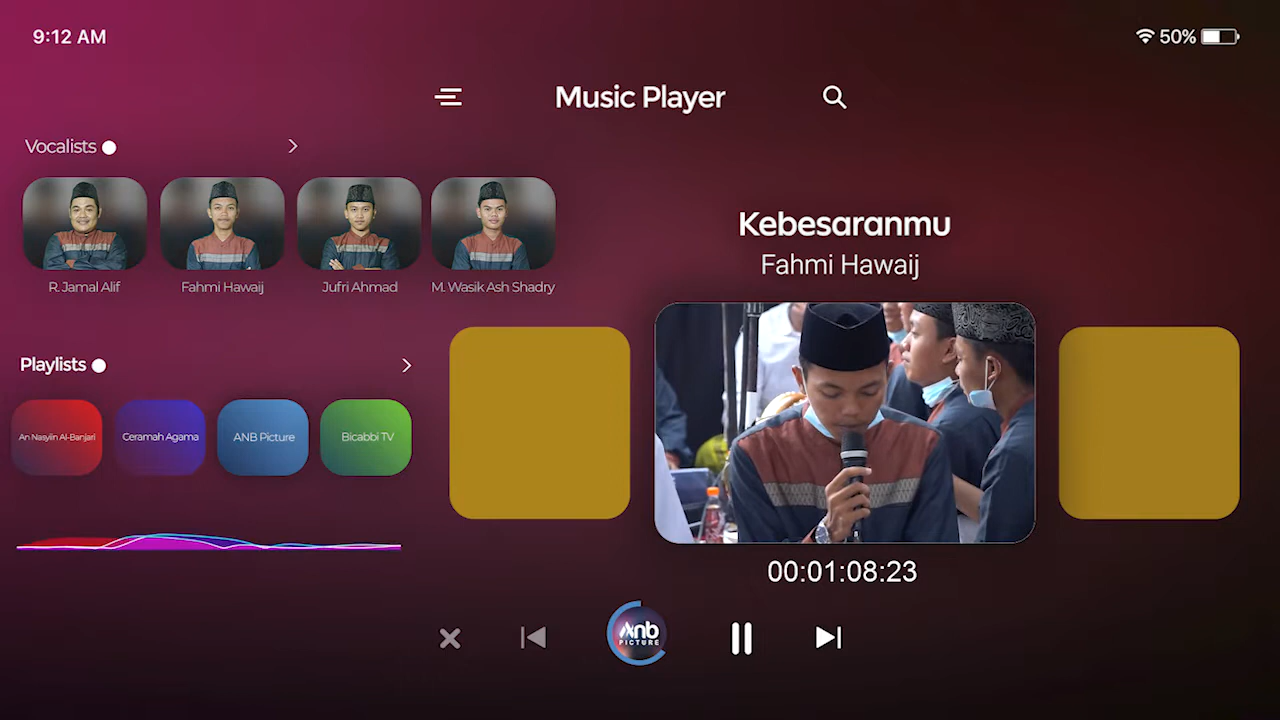 9:12 AM
50%
Music Player
Vocalists
R. Jamal Alif
Fahmi Hawaij
Jufri Ahmad
M. Wasik Ash Shadry
Kebesaranmu
Fahmi Hawaij
Playlists
An Nasyiin Al-Banjari
Ceramah Agama
ANB Picture
Bicabbi TV
00:01:08:23
Anb
PICTURE